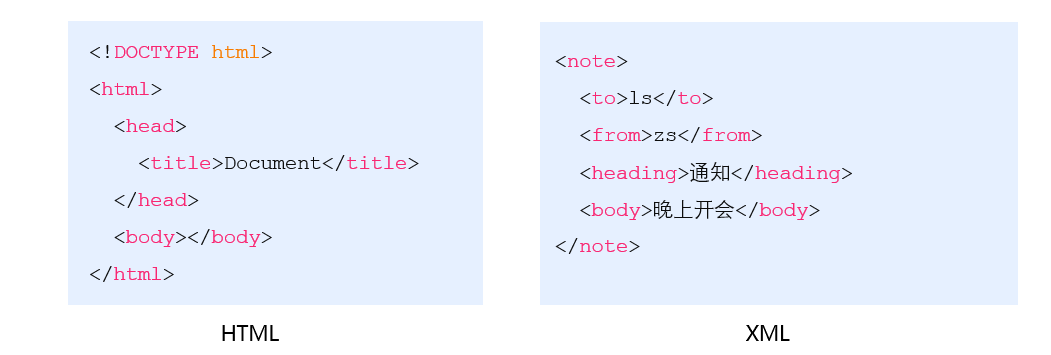 <!DOCTYPE html>
<html>
  <head>
    <title>Document</title>
  </head>
  <body></body>
</html>
HTML
<note>
  <to>ls</to>
  <from>zs</from>
  <heading>通知</heading>
  <body>晚上开会</body>
</note>
XML